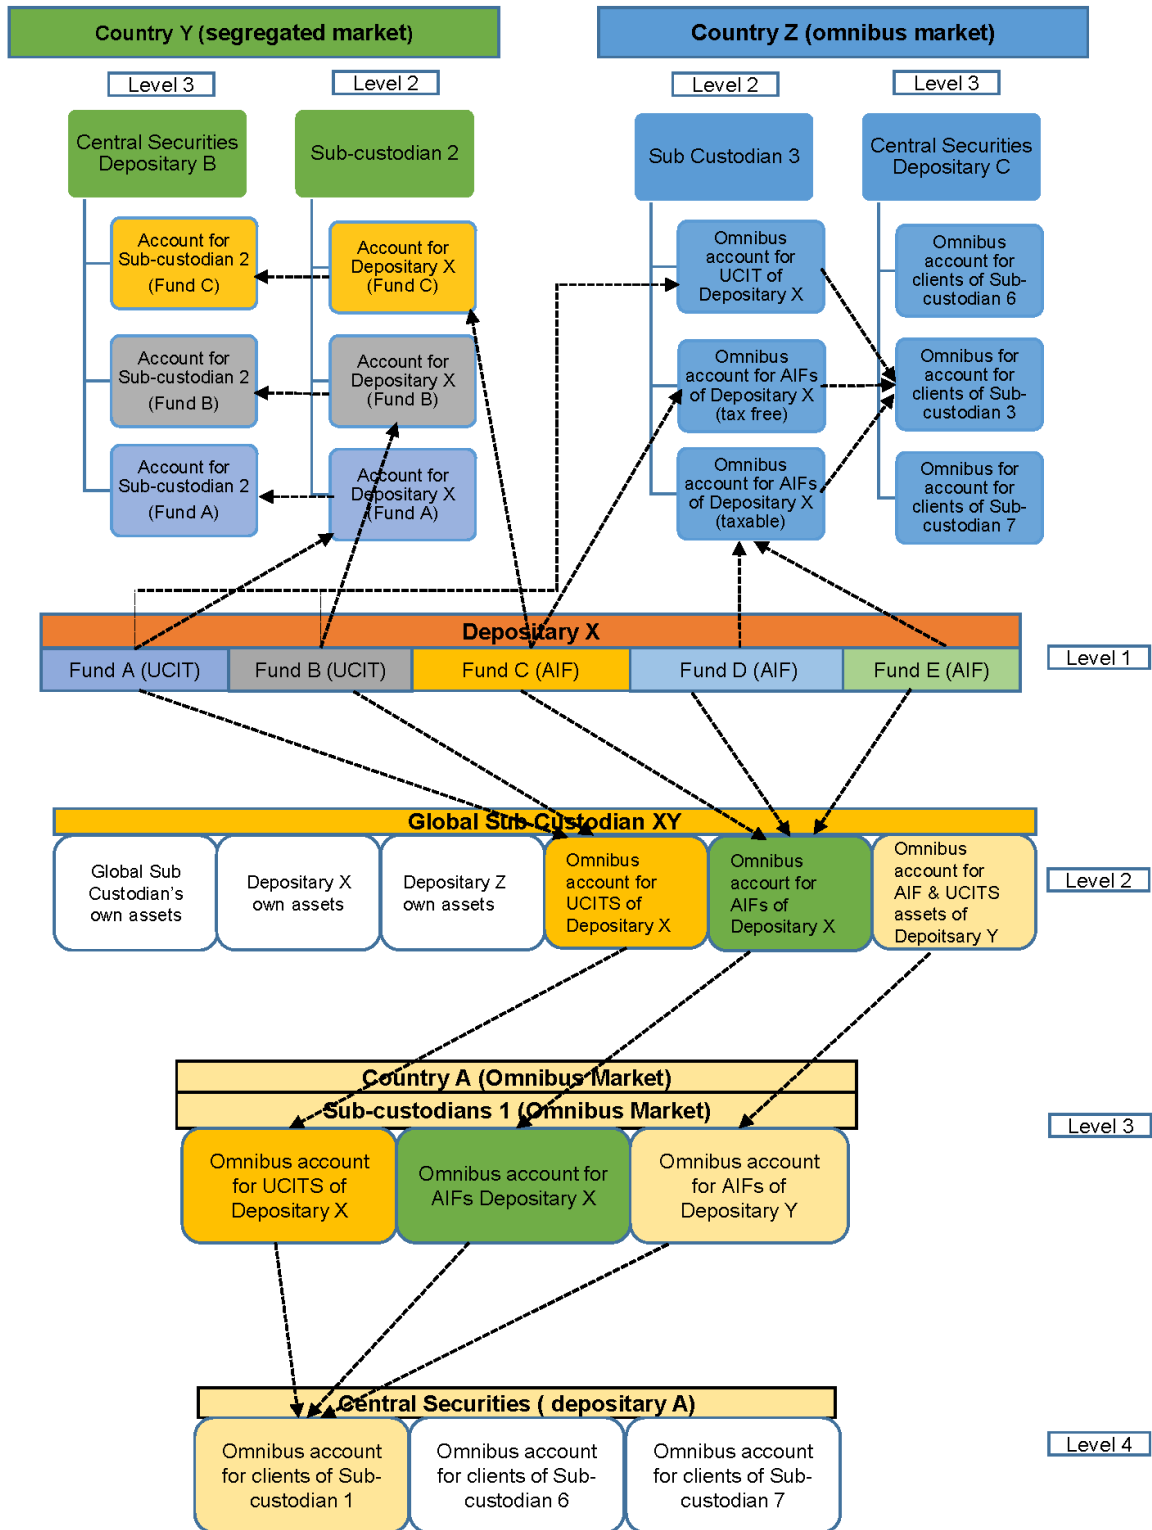 Country Y (segregated market)
Country Z (omnibus market)
Level 3
Level 2
Level 2
Level 3
Central Securities
Depositary B
Sub-custodian 2
Sub Custodian 3
Central Securities
Depositary C
Account for
Sub-custodian 2
(Fund C)
Account for
Depositary X
(Fund C)
Omnibus
account for
UCIT of
Depositary X
Omnibus
account for
clients of Sub-
custodian 6
Account for
Sub-custodian 2
(Fund B)
Account for
Depositary X
(Fund B)
Omnibus
account for AIFs
of Depositary X
(tax free)
Omnibus for
account for
clients of Sub-
custodian 3
Account for
Sub-custodian 2
(Fund A)
Account for
Depositary X
(Fund A)
Omnibus
account for AIFs
of Depositary X
(taxable)
Omnibus for
account for
clients of Sub-
custodian 7
Depositary X
Fund A (UCIT)
Fund B (UCIT)
Fund C (AIF)
Fund D (AIF)
Fund E (AIF)
Level 1
Global Sub Custodian XY
Global Sub
Custodian's
own assets
Depositary X
own assets
Depositary Z
own assets
Omnibus
account for
UCITS of
Depositary X
Omnibus
accourt for
AIFs of
Depositary X
Omnibus
account for
AIF & UCITS
assets of
Depoitsary Y
Level 2
Country A (Omnibus Market)
Sub-custodians 1 (Omnibus Market)
Omnibus account
for UCITS of
Depositary X
Omnibus account for
AIFs Depositary X
Omnibus account
for AIFs of
Depositary Y
Level 3
Central Securities ( depositary A)
Omnibus account
for clients of Sub-
custodian 1
Omnibus account
for clients of Sub-
custodian 6
Omnibus account
for clients of Sub-
custodian 7
Level 4